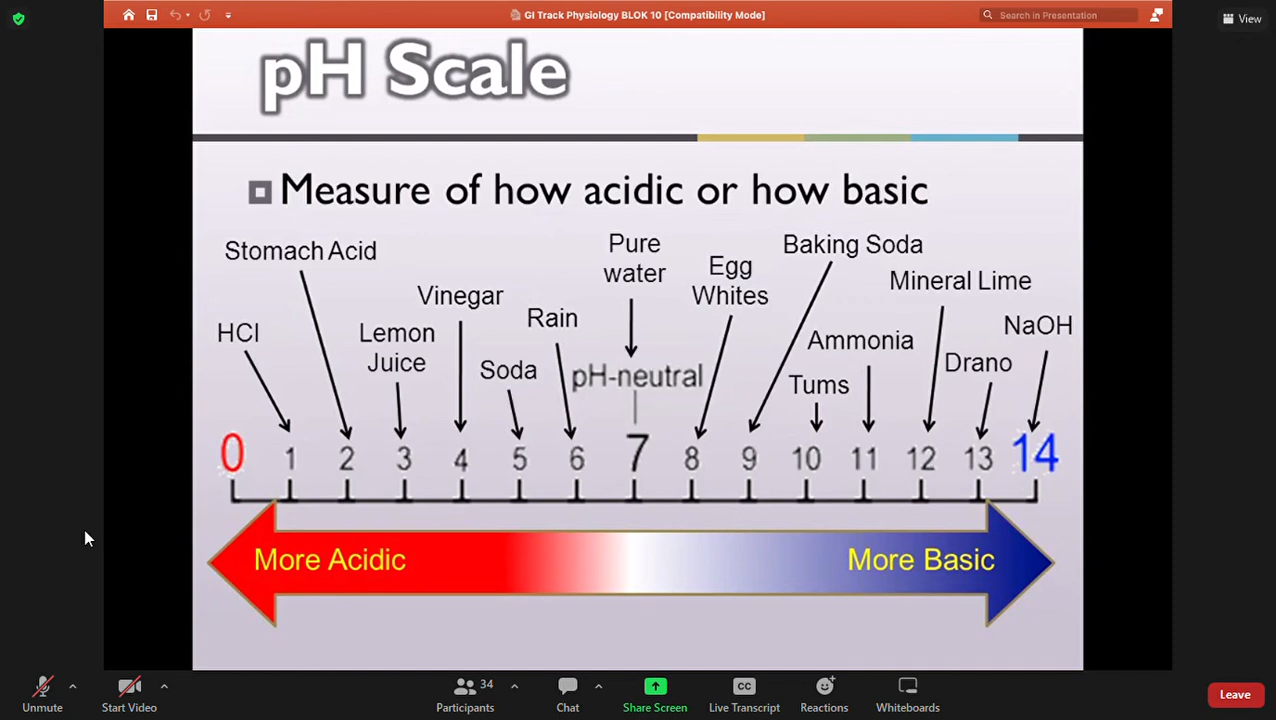 GI Track Physiology BLOK 10 [Compatibility Mode]
Search in Presentation
View
pH Scale
Measure of how acidic or how basic
Stomach Acid
Pure
water
Baking Soda
Egg
Whites
Mineral Lime
Vinegar
Rain
NaOH
HCl
Lemon
Juice
Ammonia
Soda
Drano
pH-neutral
Tums
0 1 2 3 4 5 6 7 8 9 10 11 12 13 14
More Acidic
More Basic
34
CC
Unmute
Start Video
Participants
Chat
Share Screen
Live Transcript
Reactions
Whiteboards
Leave